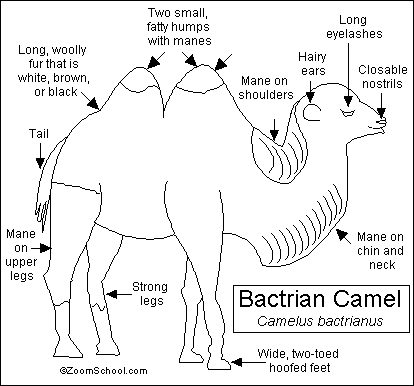 Two small,
fatty humps
with manes
Long
eyelashes
Long, woolly
fur that is
white, brown,
or black
Hairy
ears
Closable
nostrils
Mane on
shoulders
Tail
Mane
on
upper
legs
Mane on
chin and
neck
Strong
legs
Bactrian Camel
Camelus bactrianus
Wide, two-toed
hoofed feet
©ZoomSchool.com